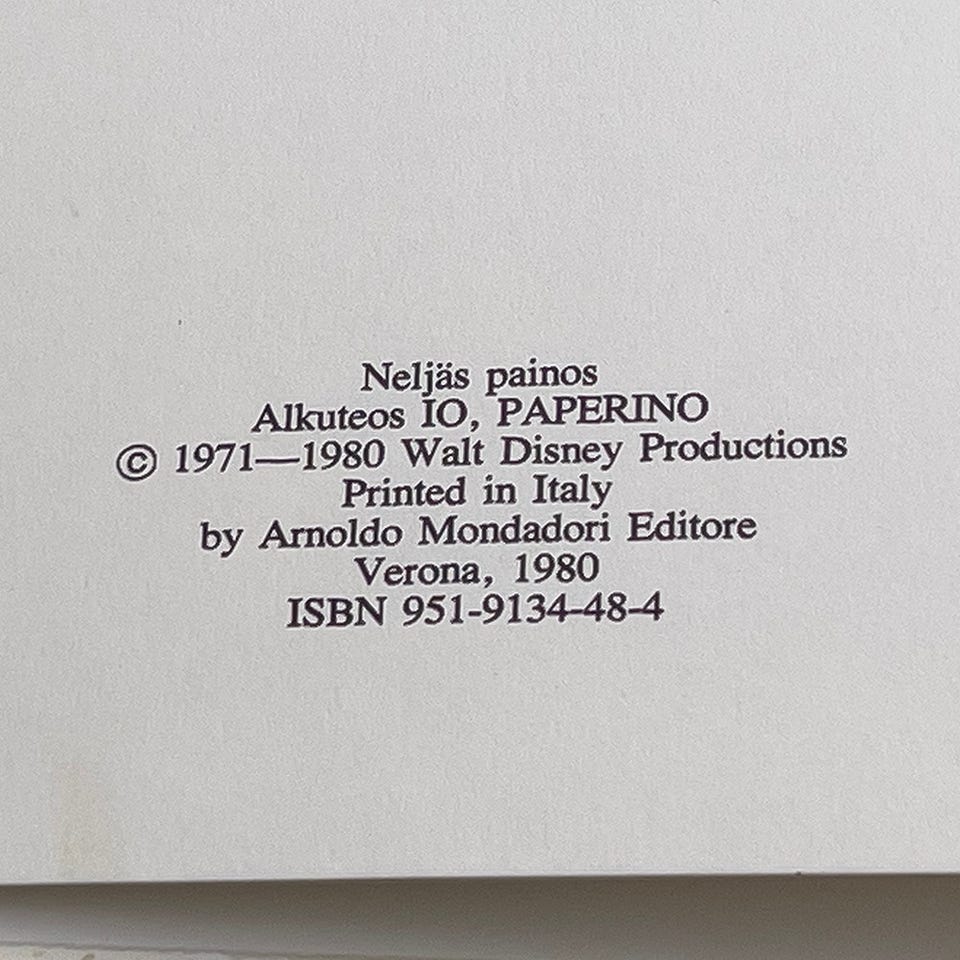 Neljäs painos
Alkuteos IO, PAPERINO
© 1971—1980 Walt Disney Productions
Printed in Italy
by Arnoldo Mondadori Editore
Verona, 1980
ISBN 951-9134-48-4